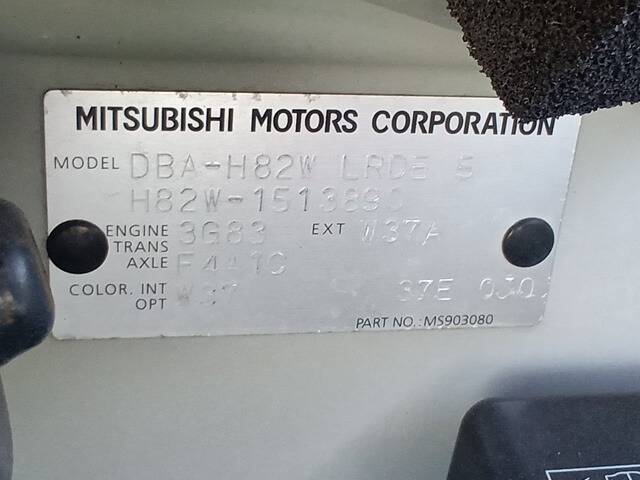 MITSUBISHI MOTORS CORPORATION
MODEL DBA-H82W LRDE 5
H82W-1513890
ENGINE 3G83 EXT W37A
TRANS
AXLE F4A1C
COLOR. INT W37 37E
OPT
PART NO.:MS903080